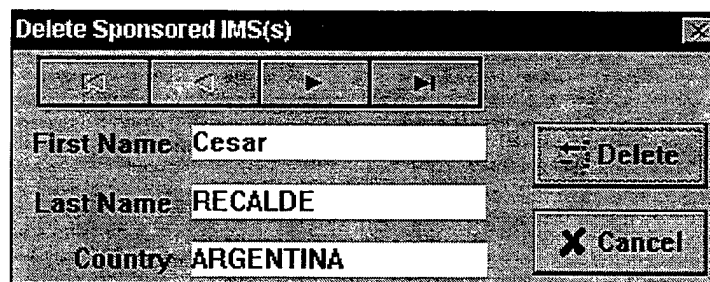 Delete Sponsored IMS(s)
First Name Cesar
Delete
Last Name RECALDE
Country ARGENTINA
Cancel